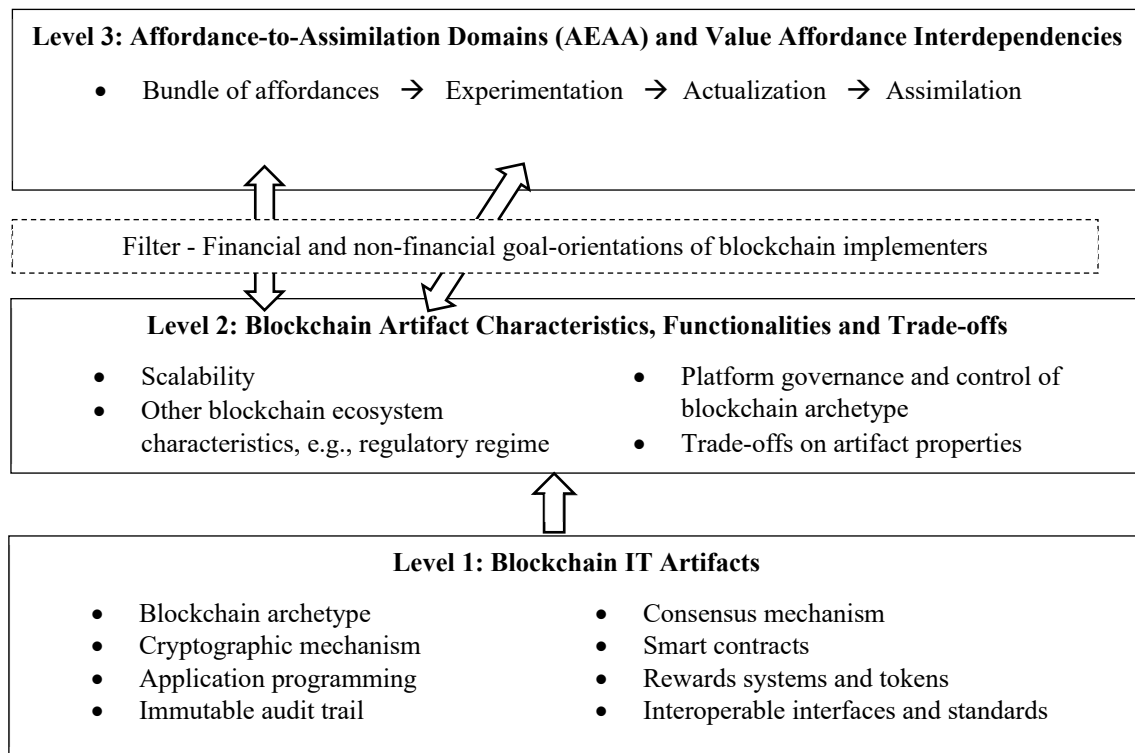 Level 3: Affordance-to-Assimilation Domains (AEAA) and Value Affordance Interdependencies
• Bundle of affordances → Experimentation → Actualization → Assimilation
Filter - Financial and non-financial goal-orientations of blockchain implementers
Level 2: Blockchain Artifact Characteristics, Functionalities and Trade-offs
• Scalability
• Other blockchain ecosystem
characteristics, e.g., regulatory regime
• Platform governance and control of
blockchain archetype
• Trade-offs on artifact properties
Level 1: Blockchain IT Artifacts
• Blockchain archetype
• Cryptographic mechanism
• Application programming
• Immutable audit trail
• Consensus mechanism
• Smart contracts
• Rewards systems and tokens
• Interoperable interfaces and standards